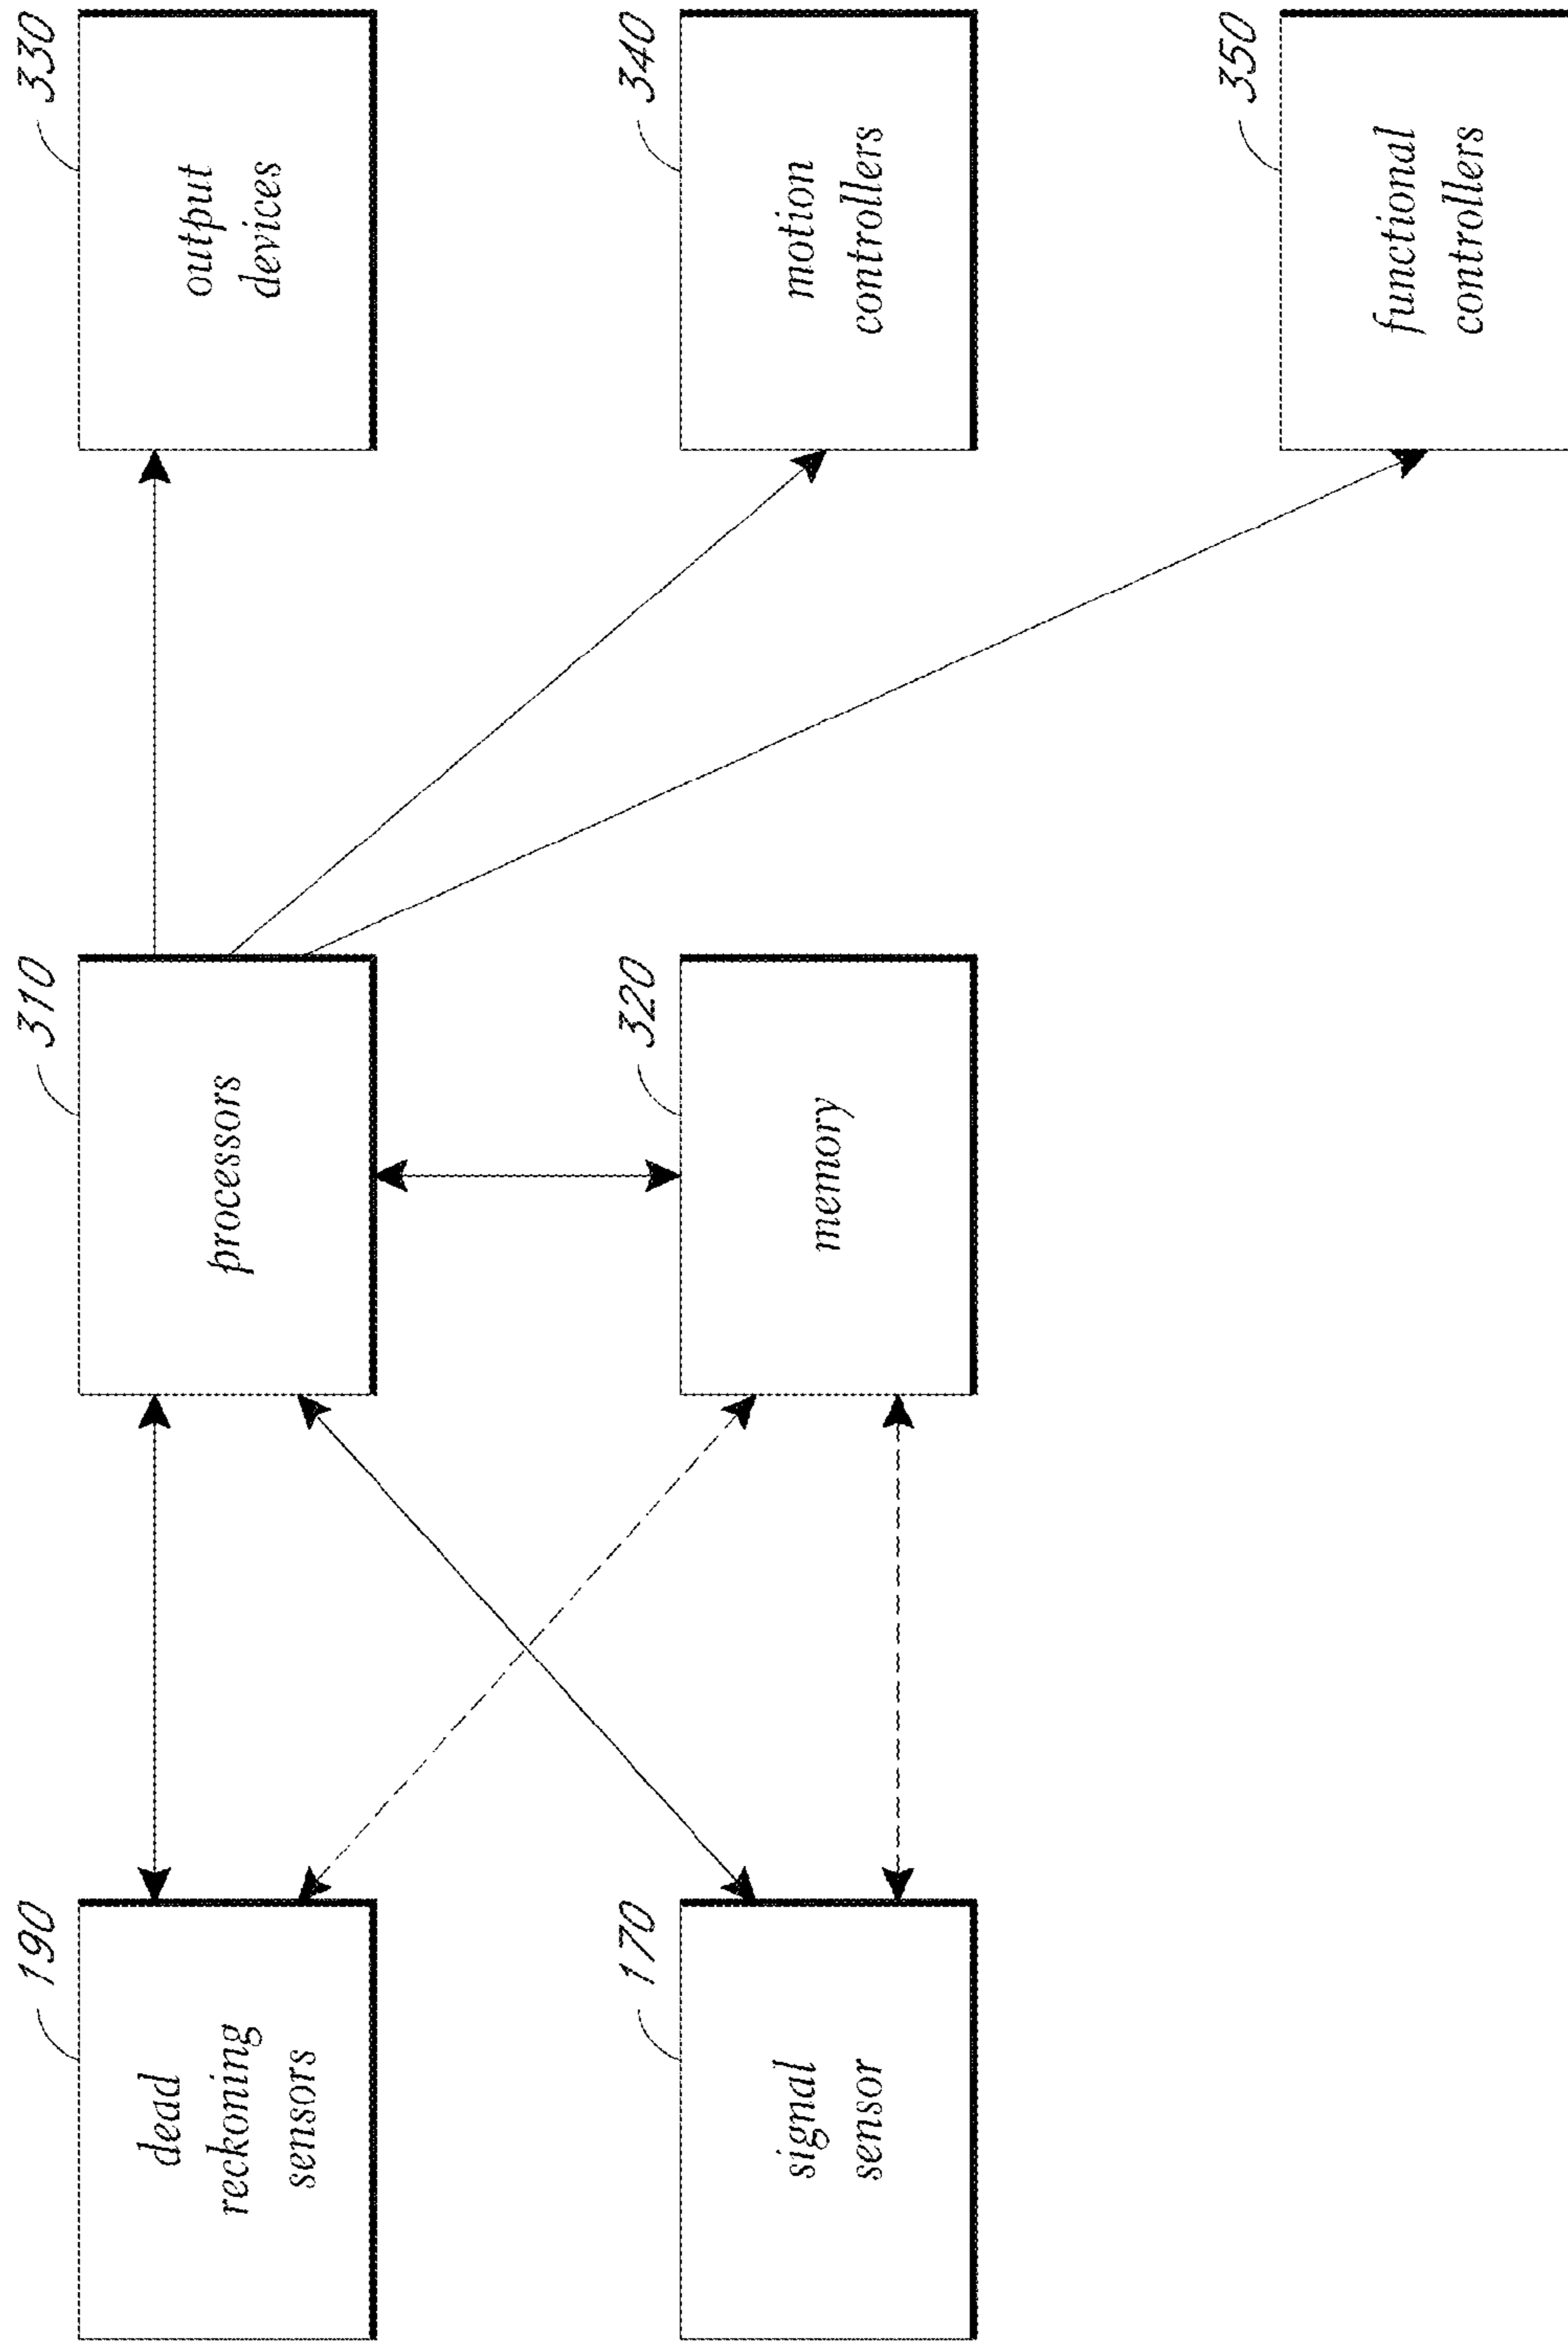 190
dead
reckoning
sensors
310
processors
330
output
devices
170
signal
sensor
320
memory
340
motion
controllers
350
functional
controllers